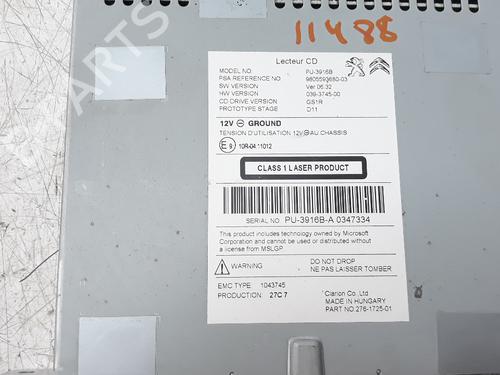 11488
Lecteur CD
MODEL NO. PU-3916B
PSA REFERENCE NO 9805593680-03
SW VERSION Ver 06.32
HW VERSION 039-3745-00
CD DRIVE VERSION GS1R
PROTOTYPE STAGE D11
12V ⊖ GROUND
TENSION D'UTILISATION 12V ⊖ AU CHASSIS
E 9 10R-04 11012
CLASS 1 LASER PRODUCT
SERIAL NO PU-3916B-A 0347334
This product includes technology owned by Microsoft
Corporation and cannot be used or distributed without
a license from MSLGP.
WARNING DO NOT DROP
NE PAS LAISSER TOMBER
EMC TYPE 1043745
PRODUCTION: 27C 7
Clarion Co.,Ltd
MADE IN HUNGARY
PART NO 276-1725-01